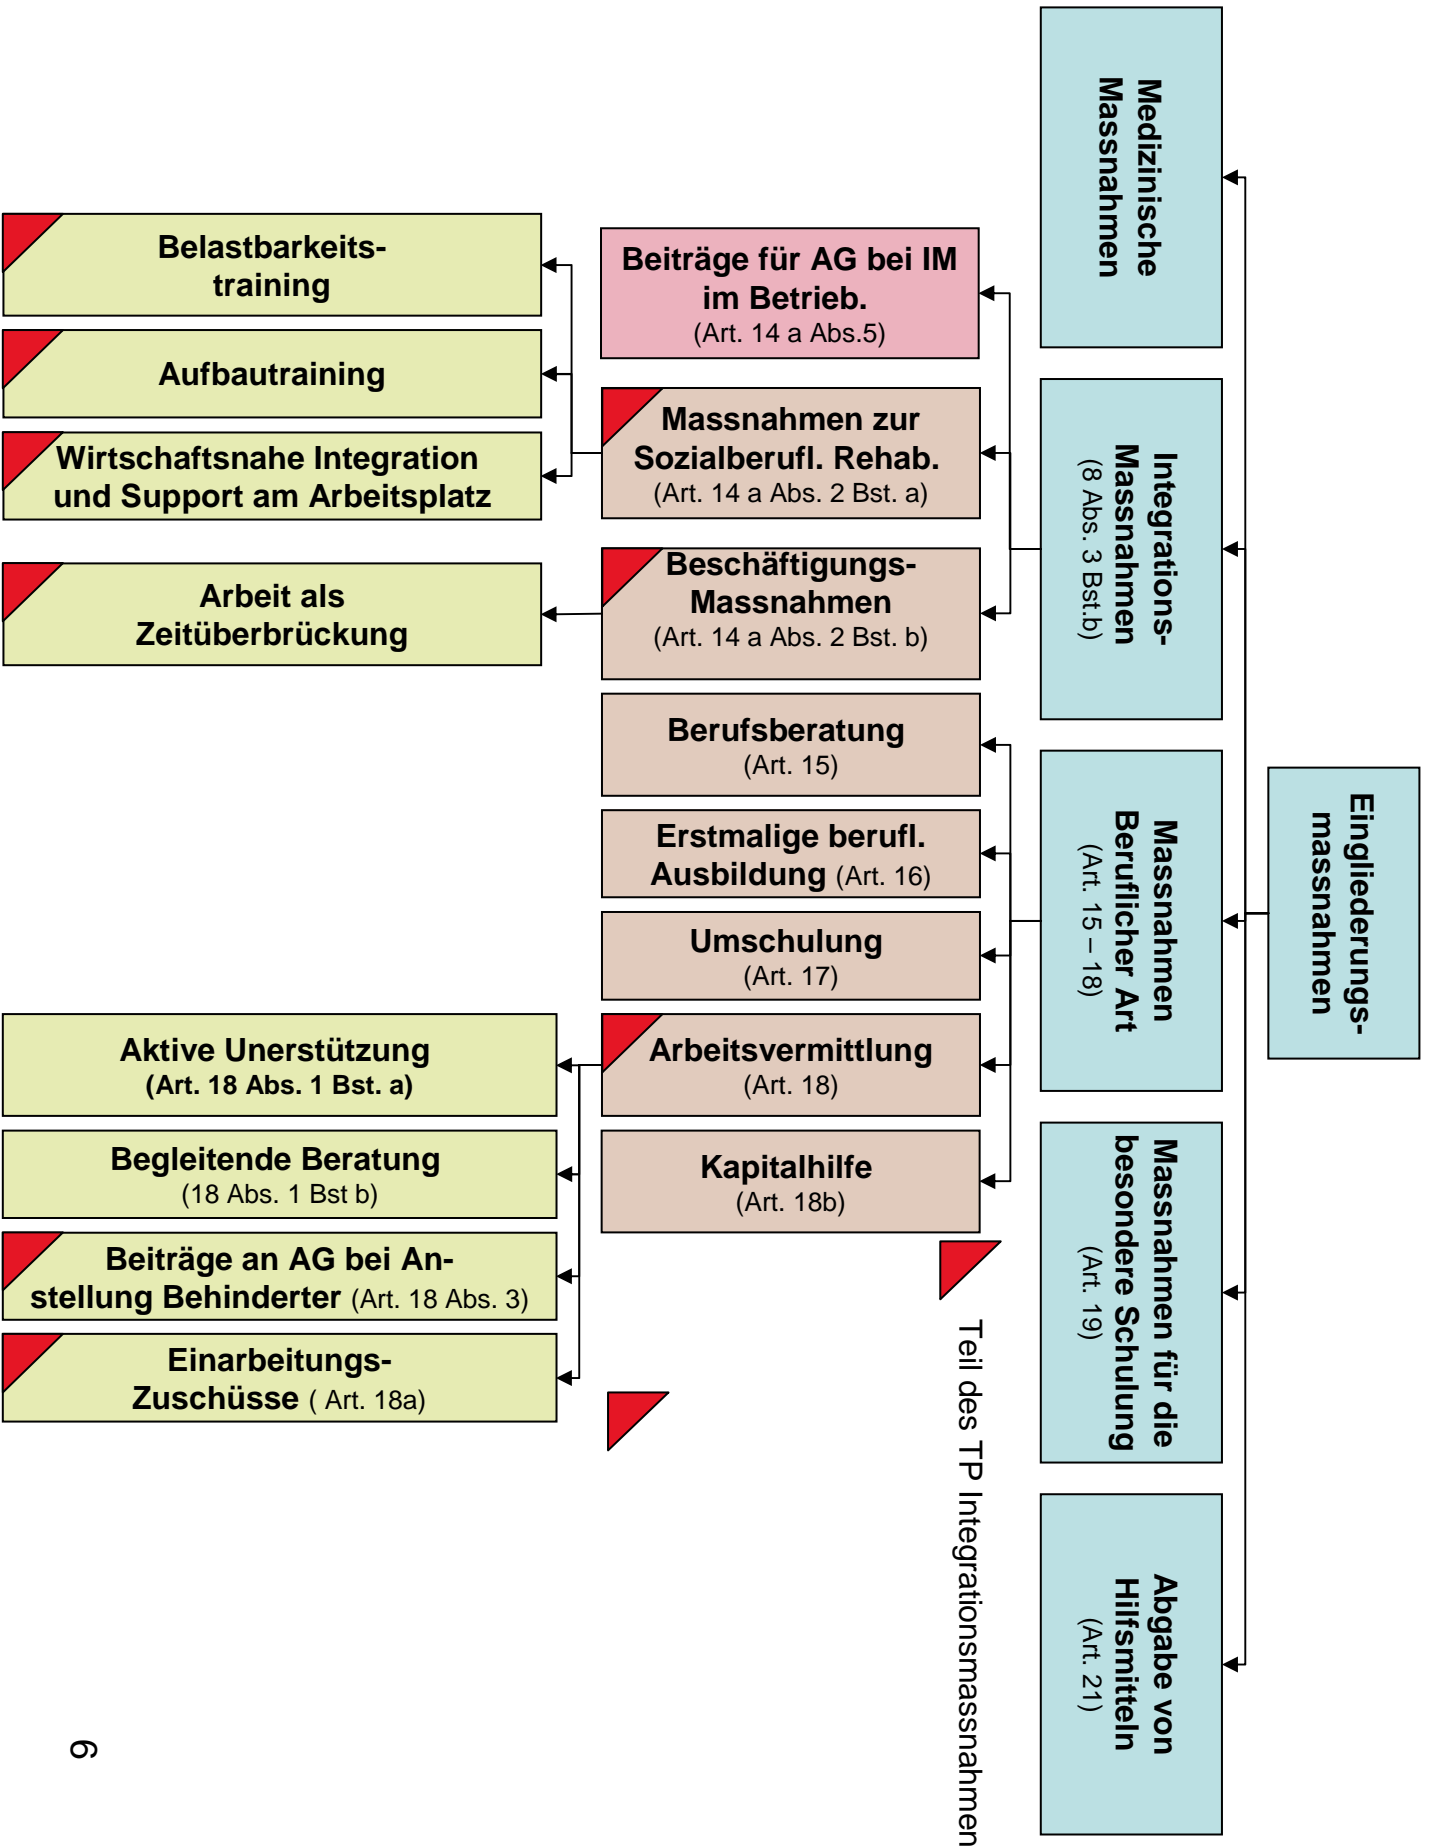 Eingliederungs-
massnahmen
Medizinische
Massnahmen
Integrations-
Massnahmen
(8 Abs. 3 Bst.b)
Massnahmen
Beruflicher Art
(Art. 15 – 18)
Massnahmen für die
besondere Schulung
(Art. 19)
Abgabe von
Hilfsmitteln
(Art. 21)
Beiträge für AG bei IM
im Betrieb.
(Art. 14 a Abs.5)
Massnahmen zur
Sozialberufl. Rehab.
(Art. 14 a Abs. 2 Bst. a)
Beschäftigungs-
Massnahmen
(Art. 14 a Abs. 2 Bst. b)
Berufsberatung
(Art. 15)
Erstmalige berufl.
Ausbildung (Art. 16)
Umschulung
(Art. 17)
Arbeitsvermittlung
(Art. 18)
Kapitalhilfe
(Art. 18b)
Teil des TP Integrationsmassnahmen
Belastbarkeits-
training
Aufbautraining
Wirtschaftsnahe Integration
und Support am Arbeitsplatz
Arbeit als
Zeitüberbrückung
Aktive Unerstützung
(Art. 18 Abs. 1 Bst. a)
Begleitende Beratung
(18 Abs. 1 Bst b)
Beiträge an AG bei An-
stellung Behinderter (Art. 18 Abs. 3)
Einarbeitungs-
Zuschüsse ( Art. 18a)
6